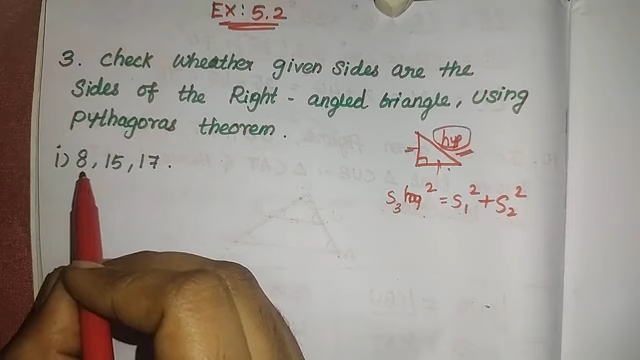 EX: 5.2
3. Check wheather given sides are the
Sides of the Right - angled triangle, Using
Pythagoras theorem.
hyp
i) 8, 15, 17.
S₃ hyp² = S₁² + S₂²